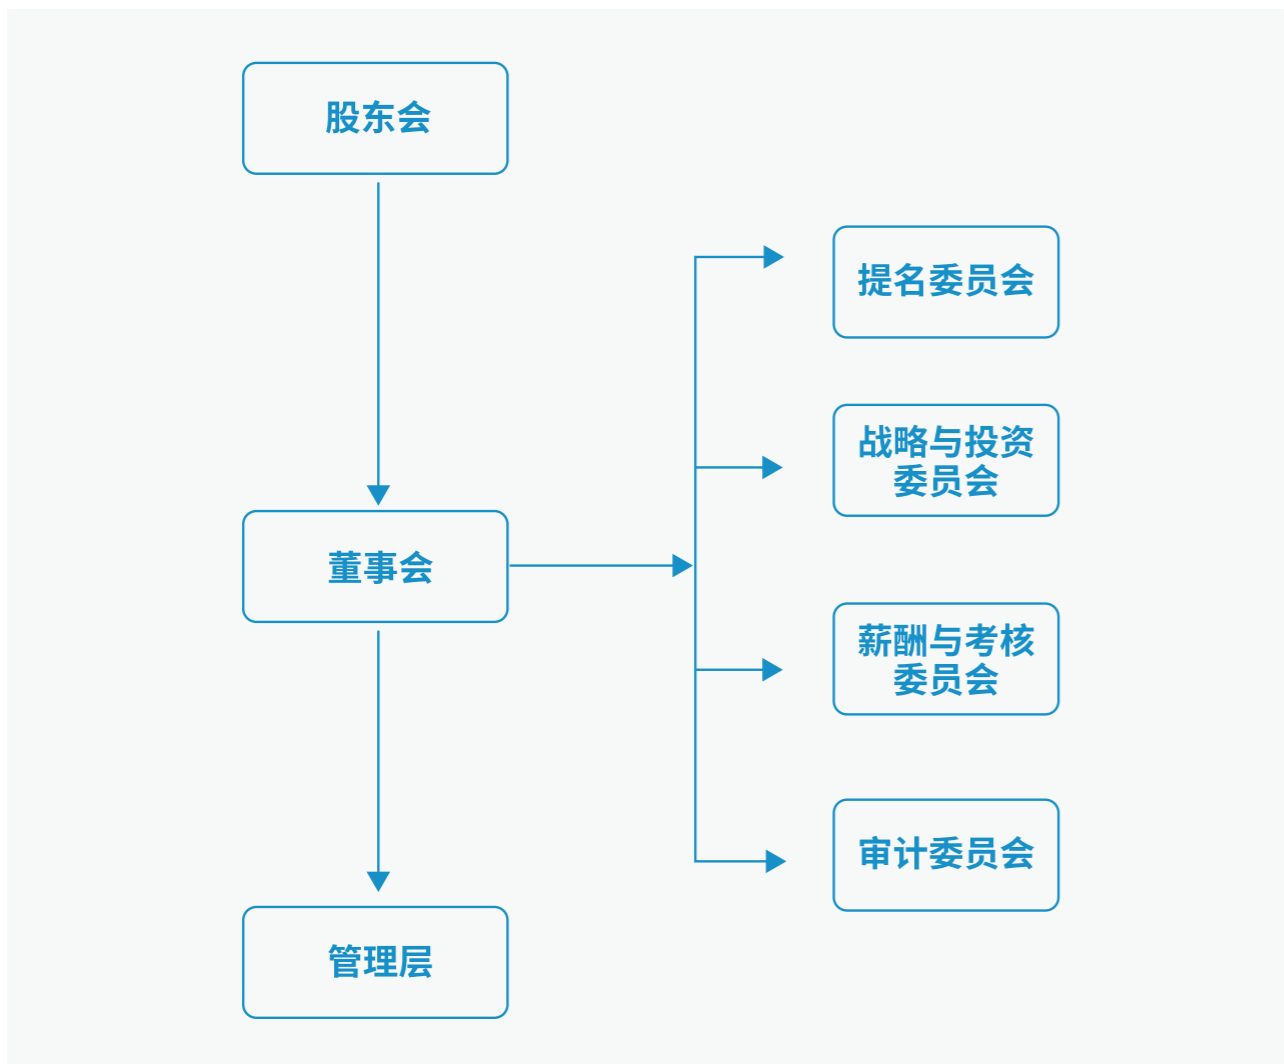 股东会
提名委员会
战略与投资
委员会
董事会
薪酬与考核
委员会
审计委员会
管理层